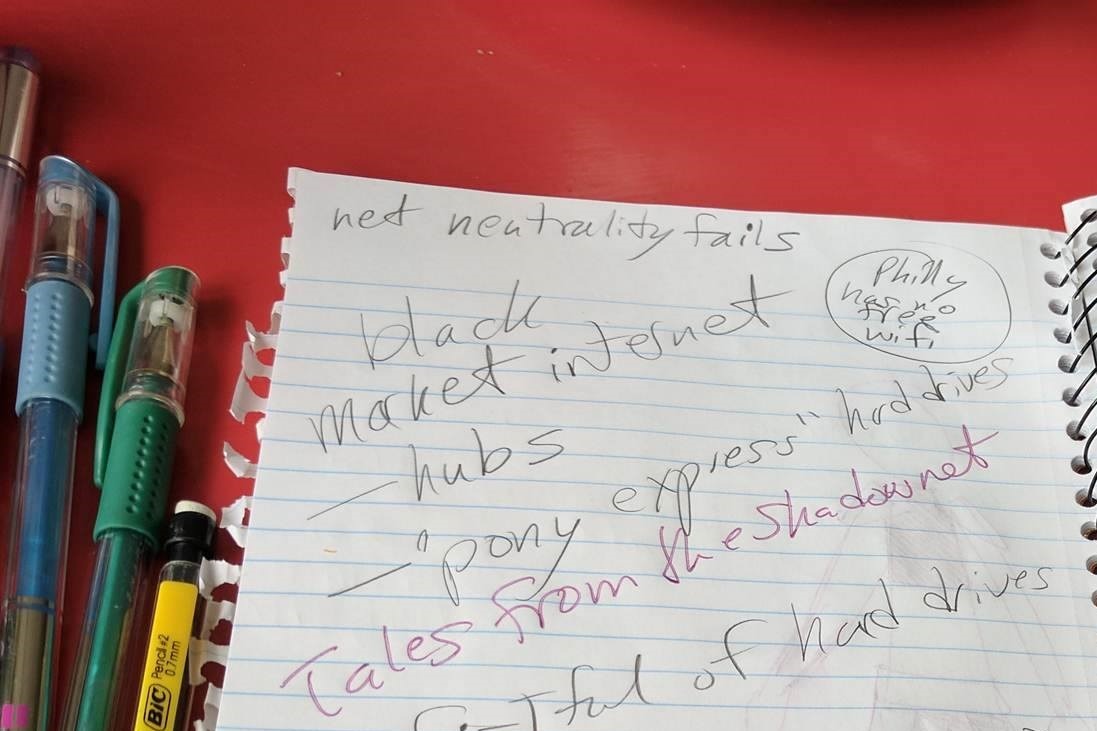 net neutrality fails
Philly
has no
free
wifi
black
market internet
— hubs
— "pony express" hard drives
Tales from the Shadownet
ful of hard drives
BIC Pencil #2
0.7mm